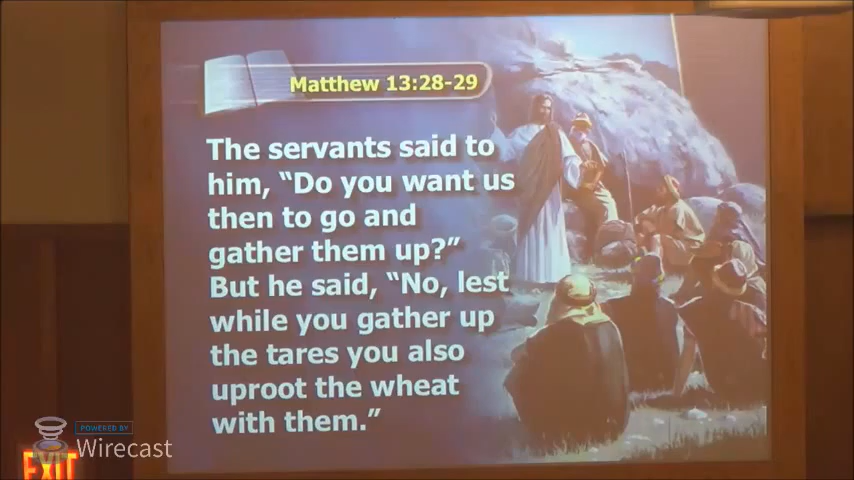 Matthew 13:28-29
The servants said to
him, “Do you want us
then to go and
gather them up?”
But he said, “No, lest
while you gather up
the tares you also
uproot the wheat
with them.”
POWERED BY
Wirecast
EXIT